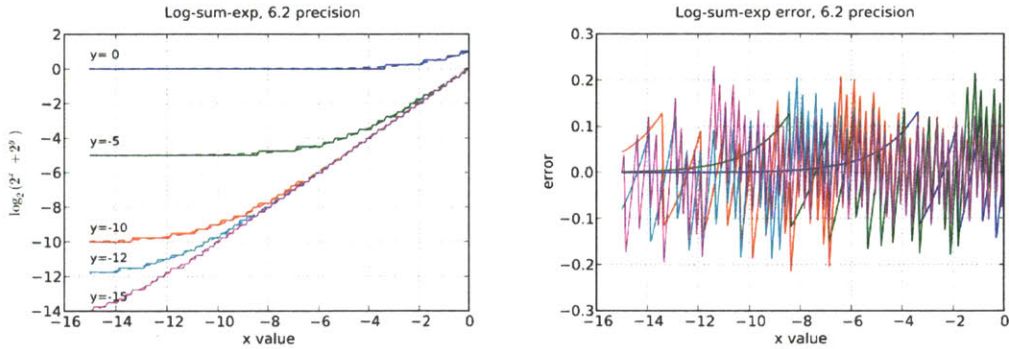 Log-sum-exp, 6.2 precision
log₂(2ˣ + 2ʸ)
2
0
−2
−4
−6
−8
−10
−12
−14
y= 0
y=-5
y=-10
y=-12
y=-15
−16 −14 −12 −10 −8 −6 −4 −2 0
x value
Log-sum-exp error, 6.2 precision
error
0.3
0.2
0.1
0.0
−0.1
−0.2
−0.3
−16 −14 −12 −10 −8 −6 −4 −2 0
x value